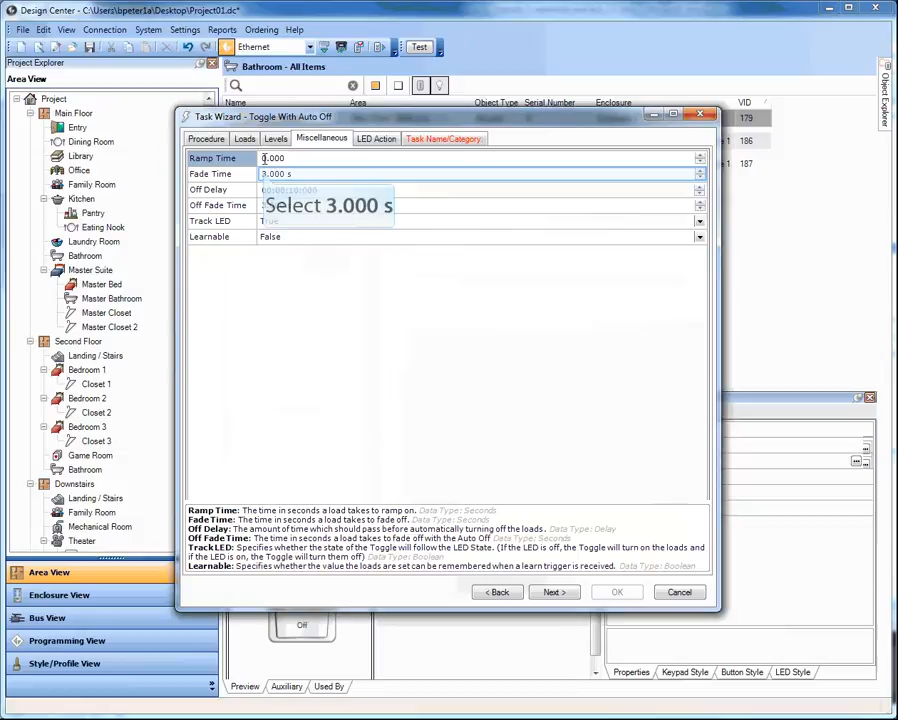 Design Center - C:\Users\bpeter1a\Desktop\Project01.dc*
File Edit View Connection System Settings Reports Ordering Help
Ethernet
Test
Project Explorer
Bathroom - All Items
Area View
Name Area Object Type Serial Number Enclosure VID
179
186
187
Object Explorer
Project
Main Floor
Entry
Dining Room
Library
Office
Family Room
Kitchen
Pantry
Eating Nook
Laundry Room
Bathroom
Master Suite
Master Bed
Master Bathroom
Master Closet
Master Closet 2
Second Floor
Landing / Stairs
Bedroom 1
Closet 1
Bedroom 2
Closet 2
Bedroom 3
Closet 3
Game Room
Bathroom
Downstairs
Landing / Stairs
Family Room
Mechanical Room
Theater
Area View
Enclosure View
Bus View
Programming View
Style/Profile View
Task Wizard - Toggle With Auto Off
Procedure Loads Levels Miscellaneous LED Action Task Name/Category
Ramp Time 0.000
Fade Time 3.000 s
Off Delay 00:00:10:000
Off Fade Time
Track LED
Learnable False
Select 3.000 s
Ramp Time: The time in seconds a load takes to ramp on. Data Type: Seconds
Fade Time: The time in seconds a load takes to fade off. Data Type: Seconds
Off Delay: The amount of time which should pass before automatically turning off the loads. Data Type: Delay
Off Fade Time: The time in seconds a load takes to fade off with the Auto Off Data Type: Seconds
Track LED: Specifies whether the state of the Toggle will follow the LED State. (If the LED is off, the Toggle will turn on the loads and
if the LED is on, the Toggle will turn them off) Data Type: Boolean
Learnable: Specifies whether the value the loads are set can be remembered when a learn trigger is received. Data Type: Boolean
< Back Next > OK Cancel
Off
Preview Auxiliary Used By
Properties Keypad Style Button Style LED Style